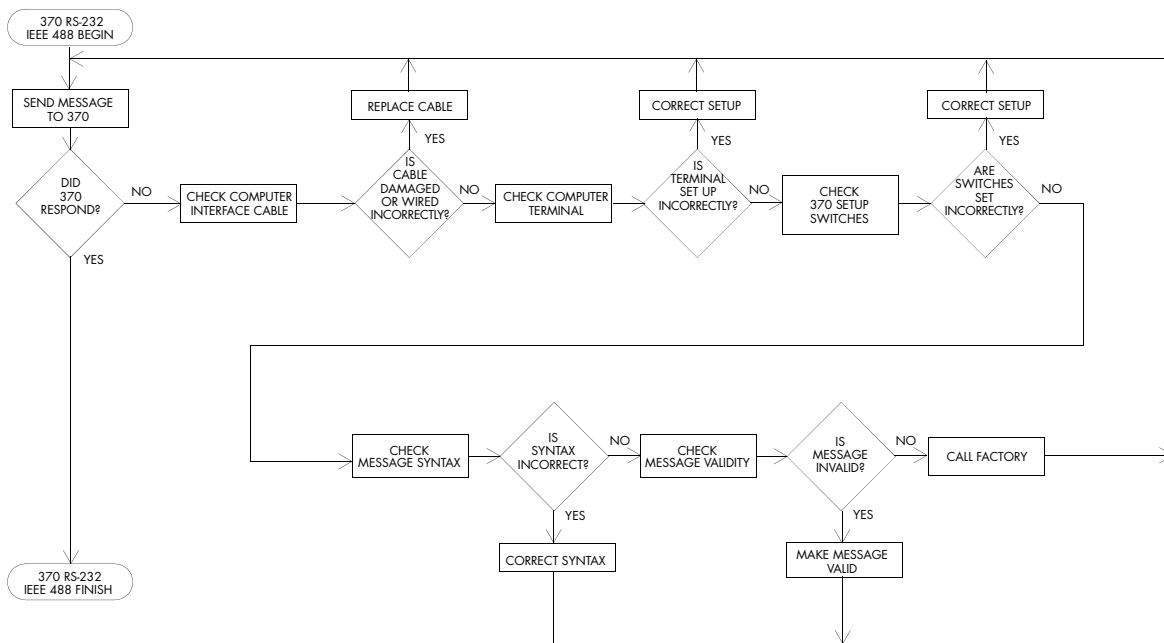 370 RS-232
IEEE 488 BEGIN
SEND MESSAGE
TO 370
REPLACE CABLE
CORRECT SETUP
CORRECT SETUP
YES
YES
YES
DID
370
RESPOND?
NO
CHECK COMPUTER
INTERFACE CABLE
IS
CABLE
DAMAGED
OR WIRED
INCORRECTLY?
NO
CHECK COMPUTER
TERMINAL
IS
TERMINAL
SET UP
INCORRECTLY?
NO
CHECK
370 SETUP
SWITCHES
ARE
SWITCHES
SET
INCORRECTLY?
NO
YES
CHECK
MESSAGE SYNTAX
IS
SYNTAX
INCORRECT?
NO
CHECK
MESSAGE VALIDITY
IS
MESSAGE
INVALID?
NO
CALL FACTORY
YES
YES
CORRECT SYNTAX
MAKE MESSAGE
VALID
370 RS-232
IEEE 488 FINISH